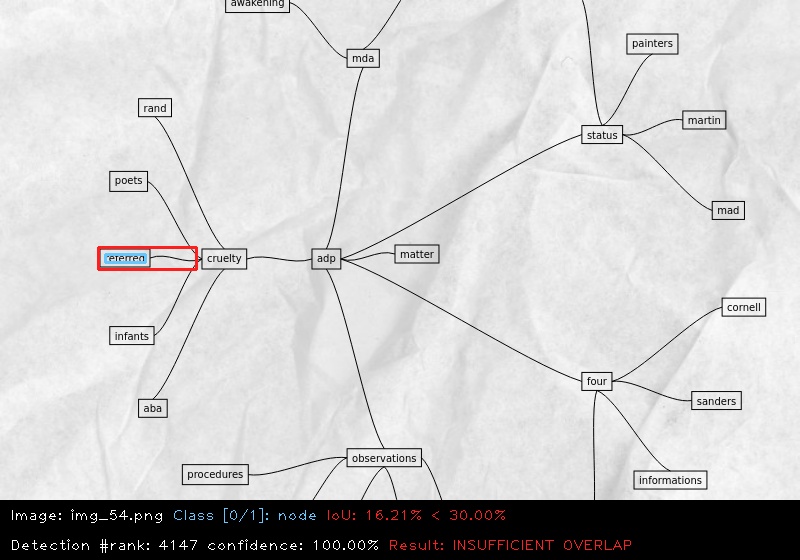 awakening
mda
painters
rand
martin
status
poets
mad
cruelty
adp
matter
cornell
infants
four
sanders
aba
observations
procedures
informations
Image: img_54.png Class [0/1]: node IoU: 16.21% < 30.00%
Detection #rank: 4147 confidence: 100.00% Result: INSUFFICIENT OVERLAP